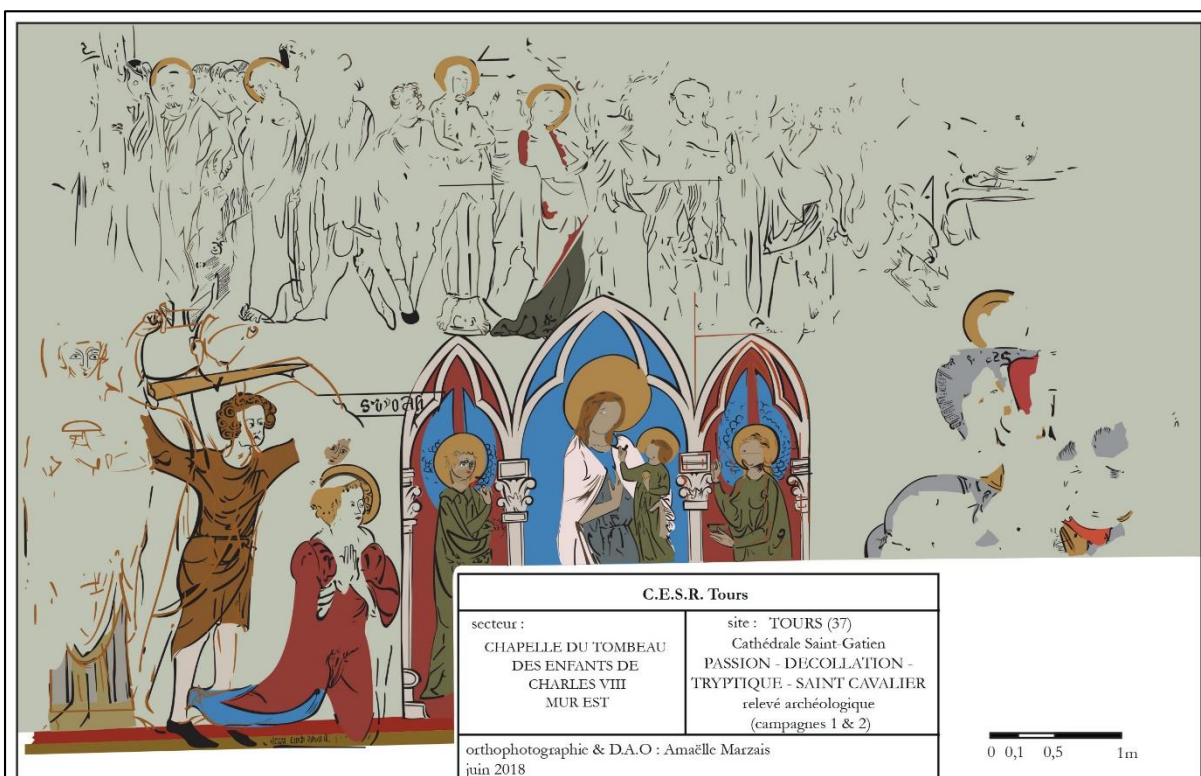 C.E.S.R. Tours
secteur :
CHAPELLE DU TOMBEAU
DES ENFANTS DE
CHARLES VIII
MUR EST
site : TOURS (37)
Cathédrale Saint-Gatien
PASSION - DECOLLATION -
TRYPTIQUE - SAINT CAVALIER
relevé archéologique
(campagnes 1 & 2)
orthophotographie & D.A.O : Amaëlle Marzais
juin 2018
0 0,1 0,5 1m